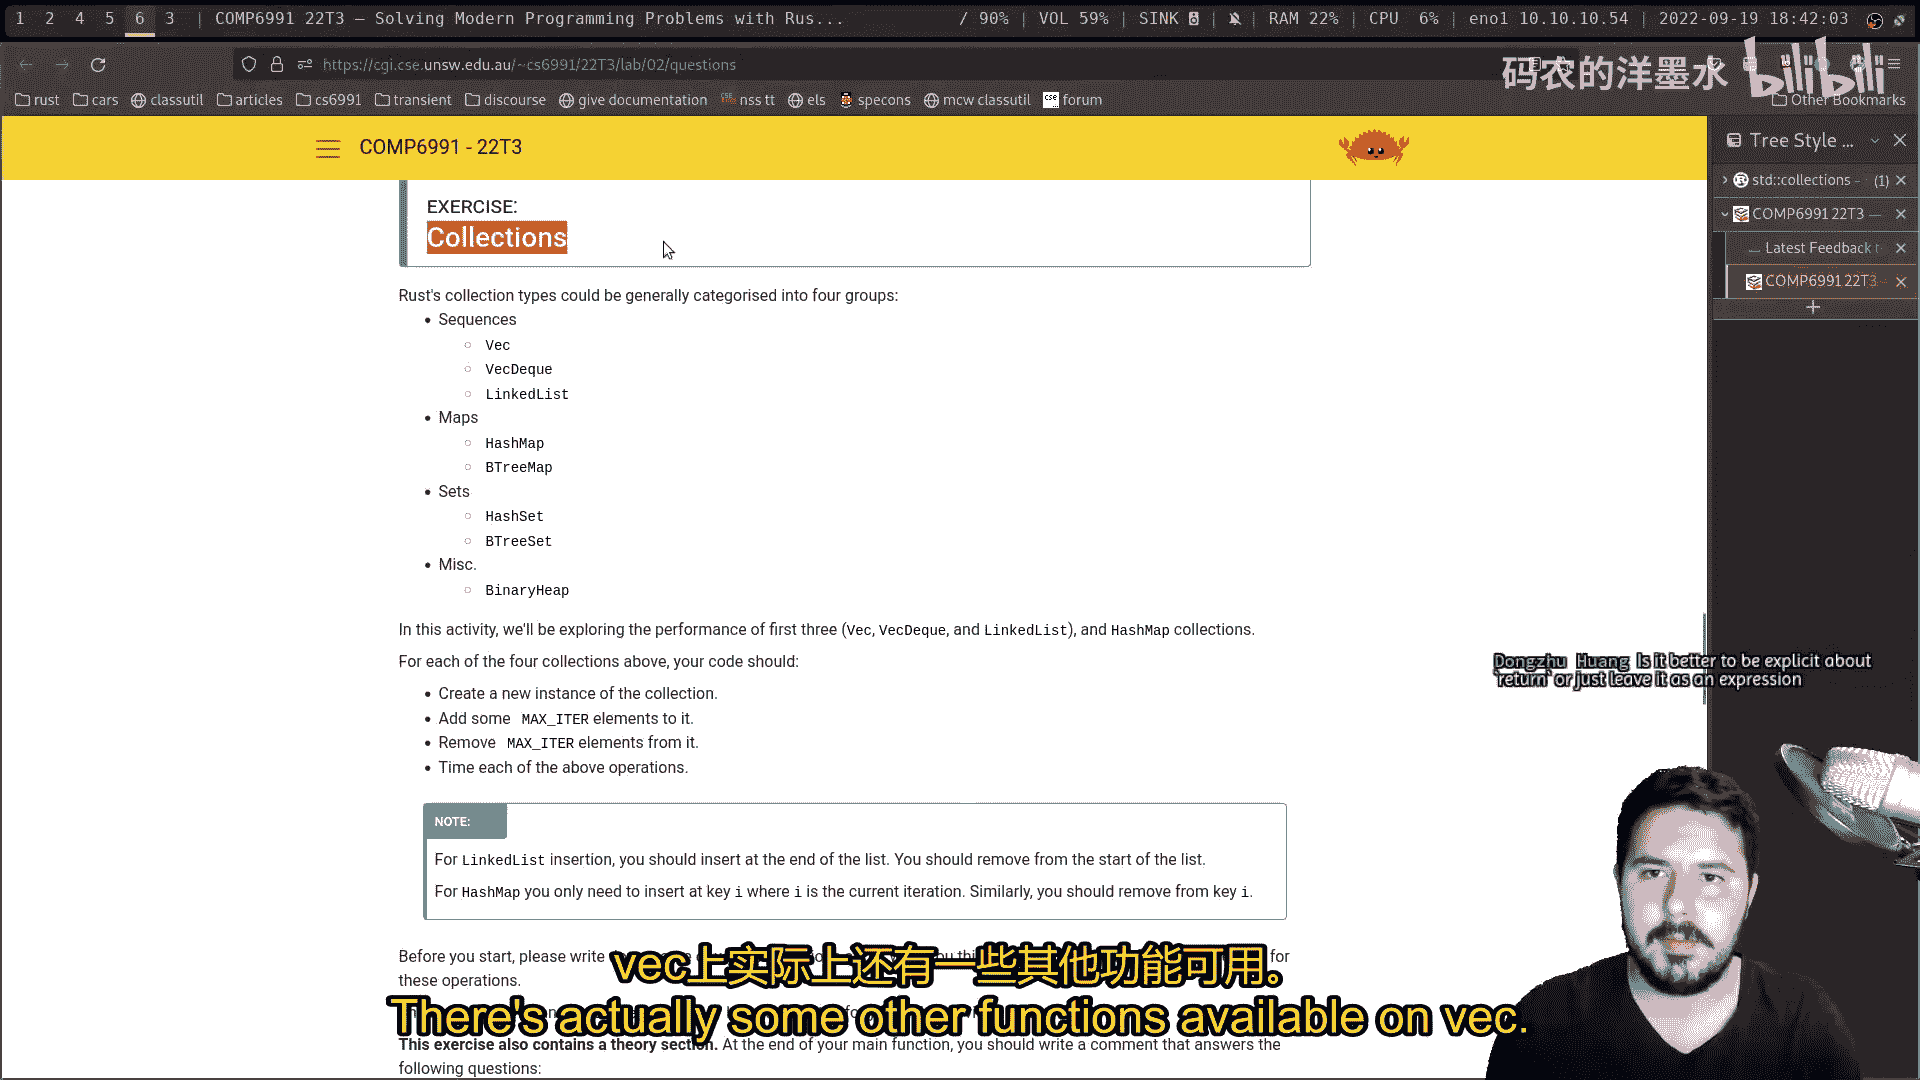 1 2 4 5 6 3 | COMP6991 22T3 — Solving Modern Programming Problems with Rus... / 90% | VOL 59% | SINK | | RAM 22% | CPU 6% | eno1 10.10.10.54 | 2022-09-19 18:42:03
https://cgi.cse.unsw.edu.au/~cs6991/22T3/lab/02/questions
码农的洋墨水 bilibili
rust cars classutil articles cs6991 transient discourse give documentation nss tt els specons mcw classutil forum Other Bookmarks
COMP6991 - 22T3
Tree Style ...
std::collections - (1)
COMP6991 22T3 —
Latest Feedback t
COMP6991 22T3 -
EXERCISE:
Collections
Rust's collection types could be generally categorised into four groups:
Sequences
Vec
VecDeque
LinkedList
Maps
HashMap
BTreeMap
Sets
HashSet
BTreeSet
Misc.
BinaryHeap
In this activity, we'll be exploring the performance of first three (Vec, VecDeque, and LinkedList), and HashMap collections.
For each of the four collections above, your code should:
Create a new instance of the collection.
Add some MAX_ITER elements to it.
Remove MAX_ITER elements from it.
Time each of the above operations.
Dongzhu Huang Is it better to be explicit about
`return` or just leave it as an expression
NOTE:
For LinkedList insertion, you should insert at the end of the list. You should remove from the start of the list.
For HashMap you only need to insert at key i where i is the current iteration. Similarly, you should remove from key i.
Before you start, please write for
these operations.
vec上实际上还有一些其他功能可用。
There's actually some other functions available on vec.
This exercise also contains a theory section. At the end of your main function, you should write a comment that answers the
following questions: